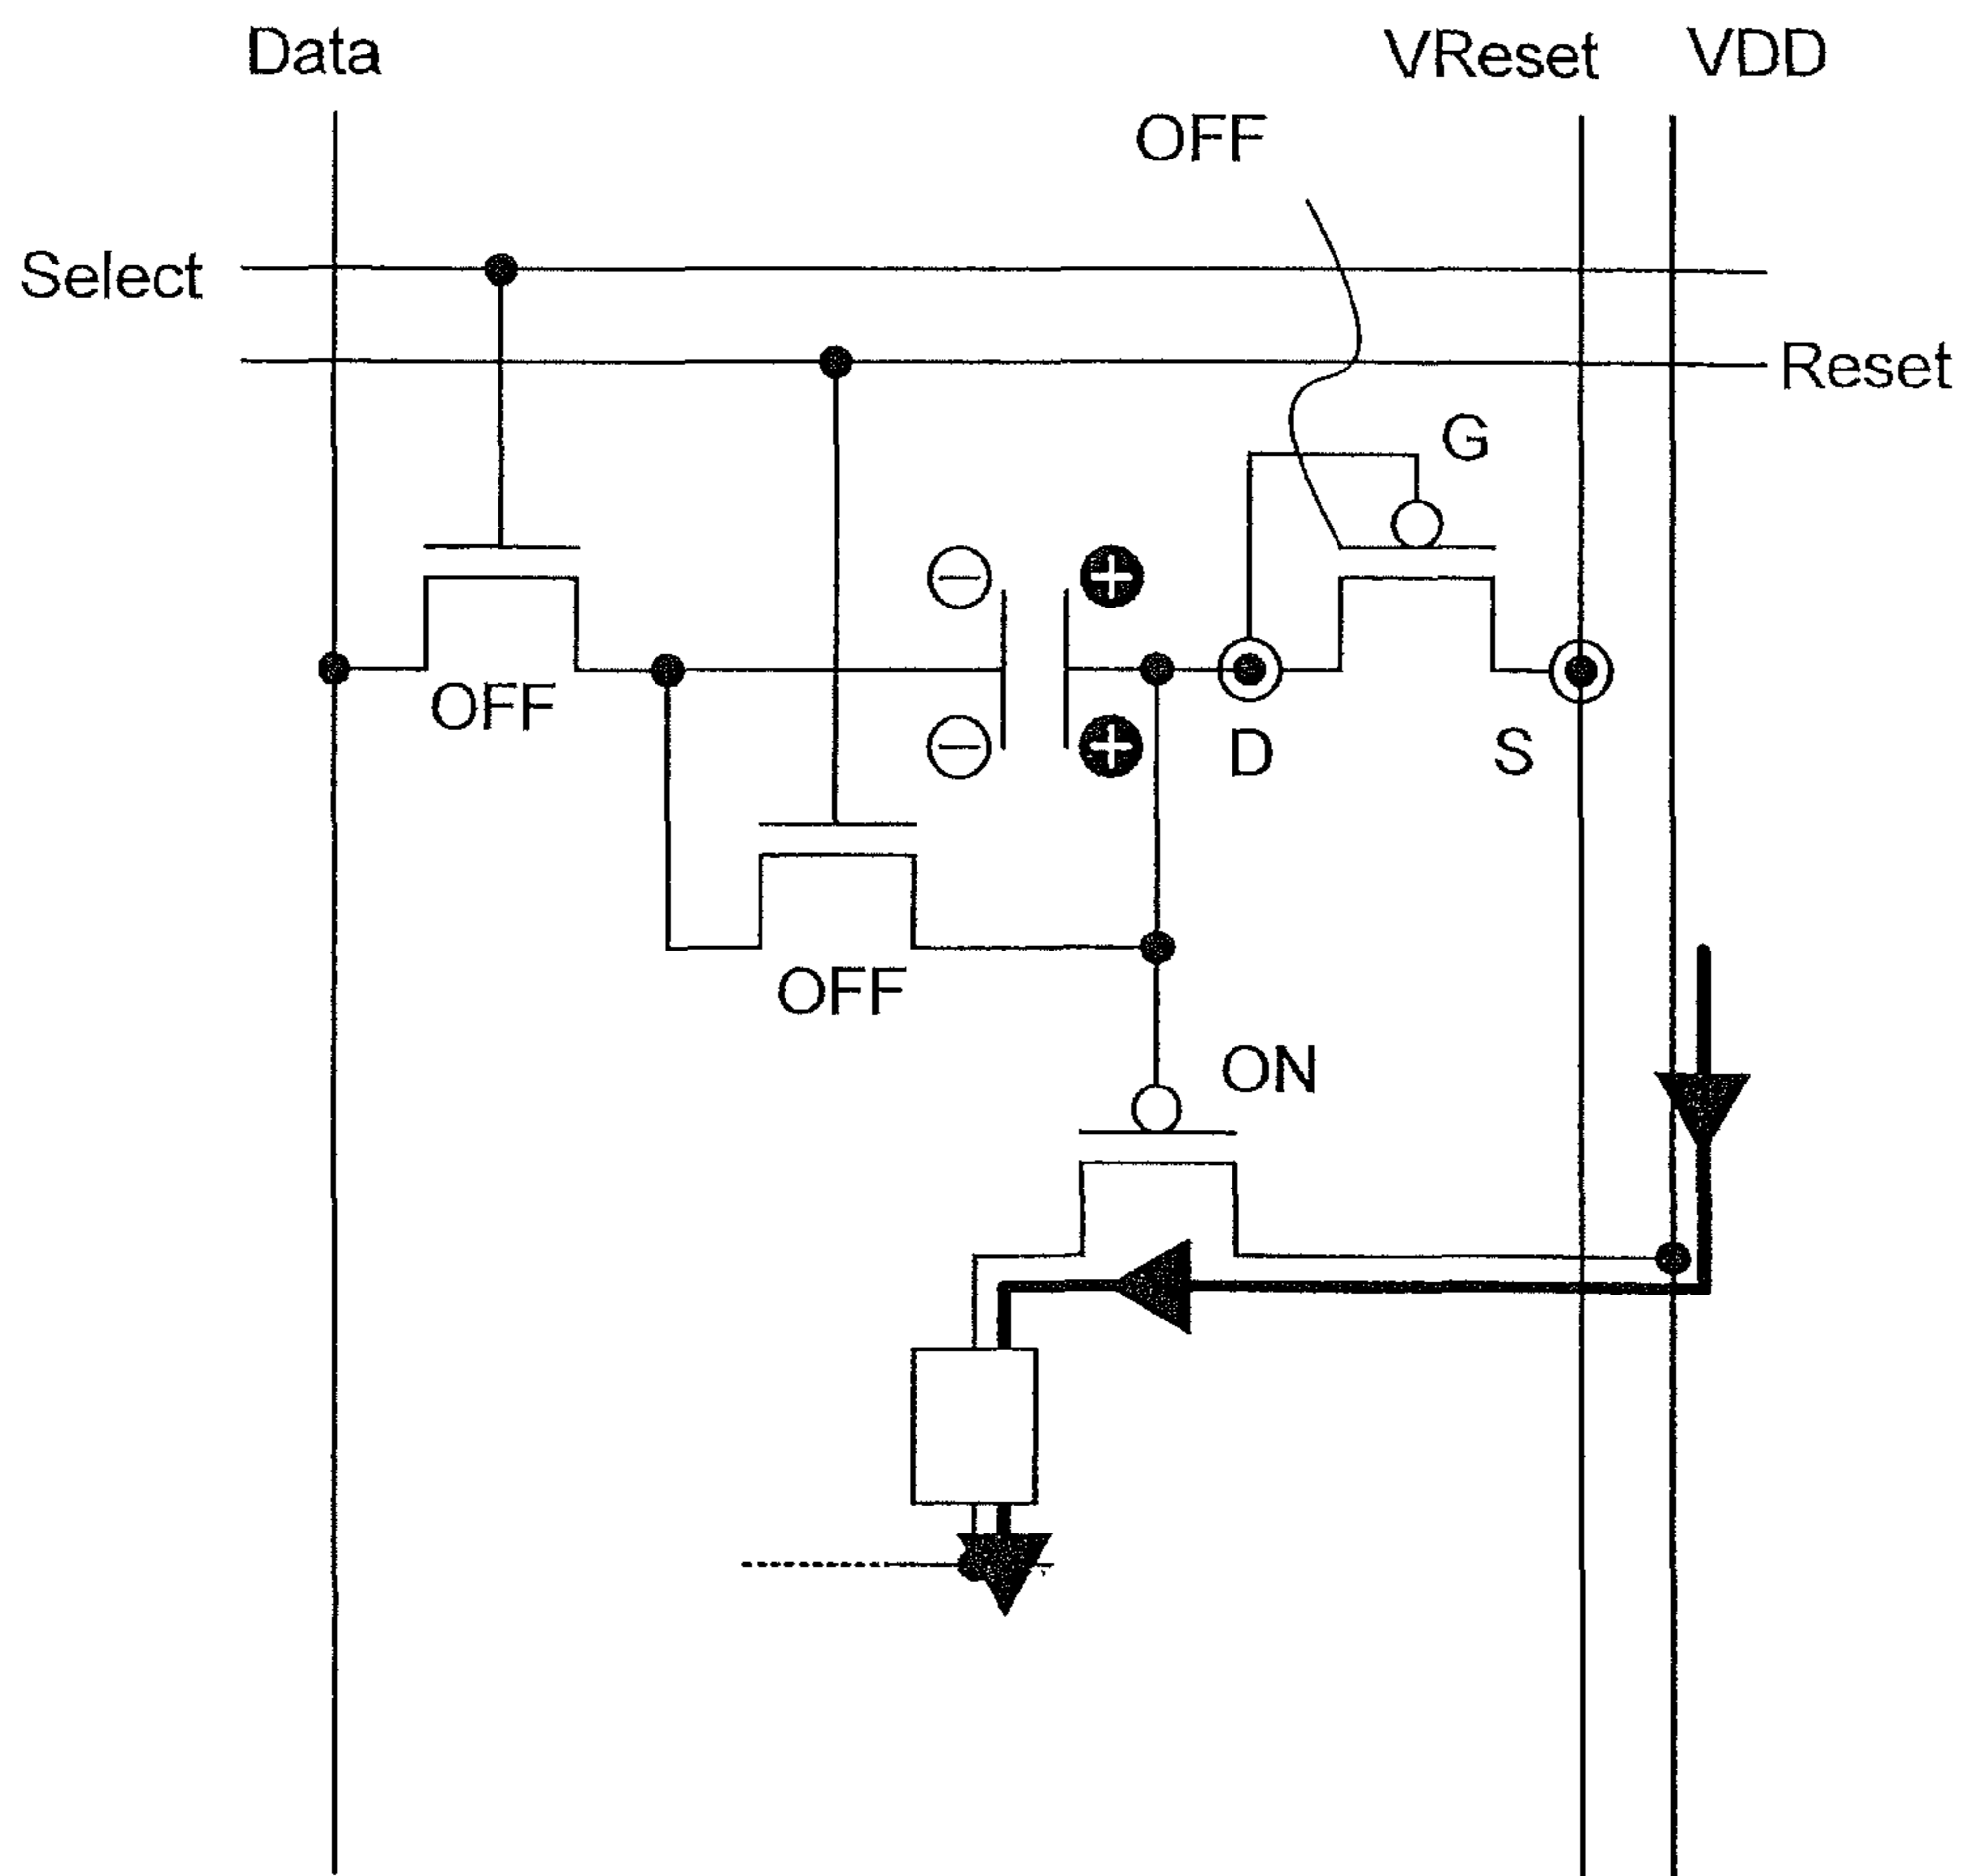 Data
VReset
VDD
OFF
Select
Reset
G
OFF
D
S
OFF
ON